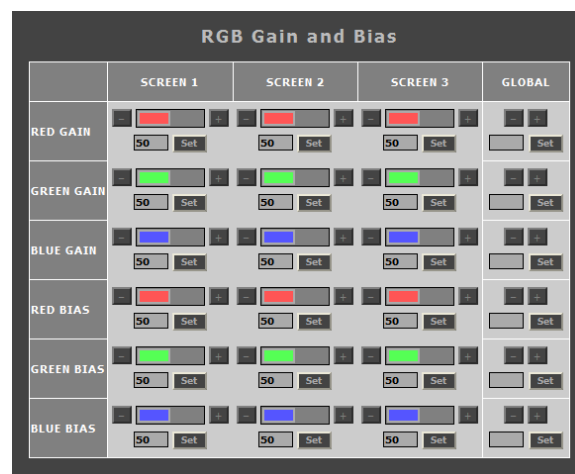 RGB Gain and Bias
SCREEN 1 SCREEN 2 SCREEN 3 GLOBAL
RED GAIN
- + - + - + - +
50 Set 50 Set 50 Set Set
GREEN GAIN
- + - + - + - +
50 Set 50 Set 50 Set Set
BLUE GAIN
- + - + - + - +
50 Set 50 Set 50 Set Set
RED BIAS
- + - + - + - +
50 Set 50 Set 50 Set Set
GREEN BIAS
- + - + - + - +
50 Set 50 Set 50 Set Set
BLUE BIAS
- + - + - + - +
50 Set 50 Set 50 Set Set